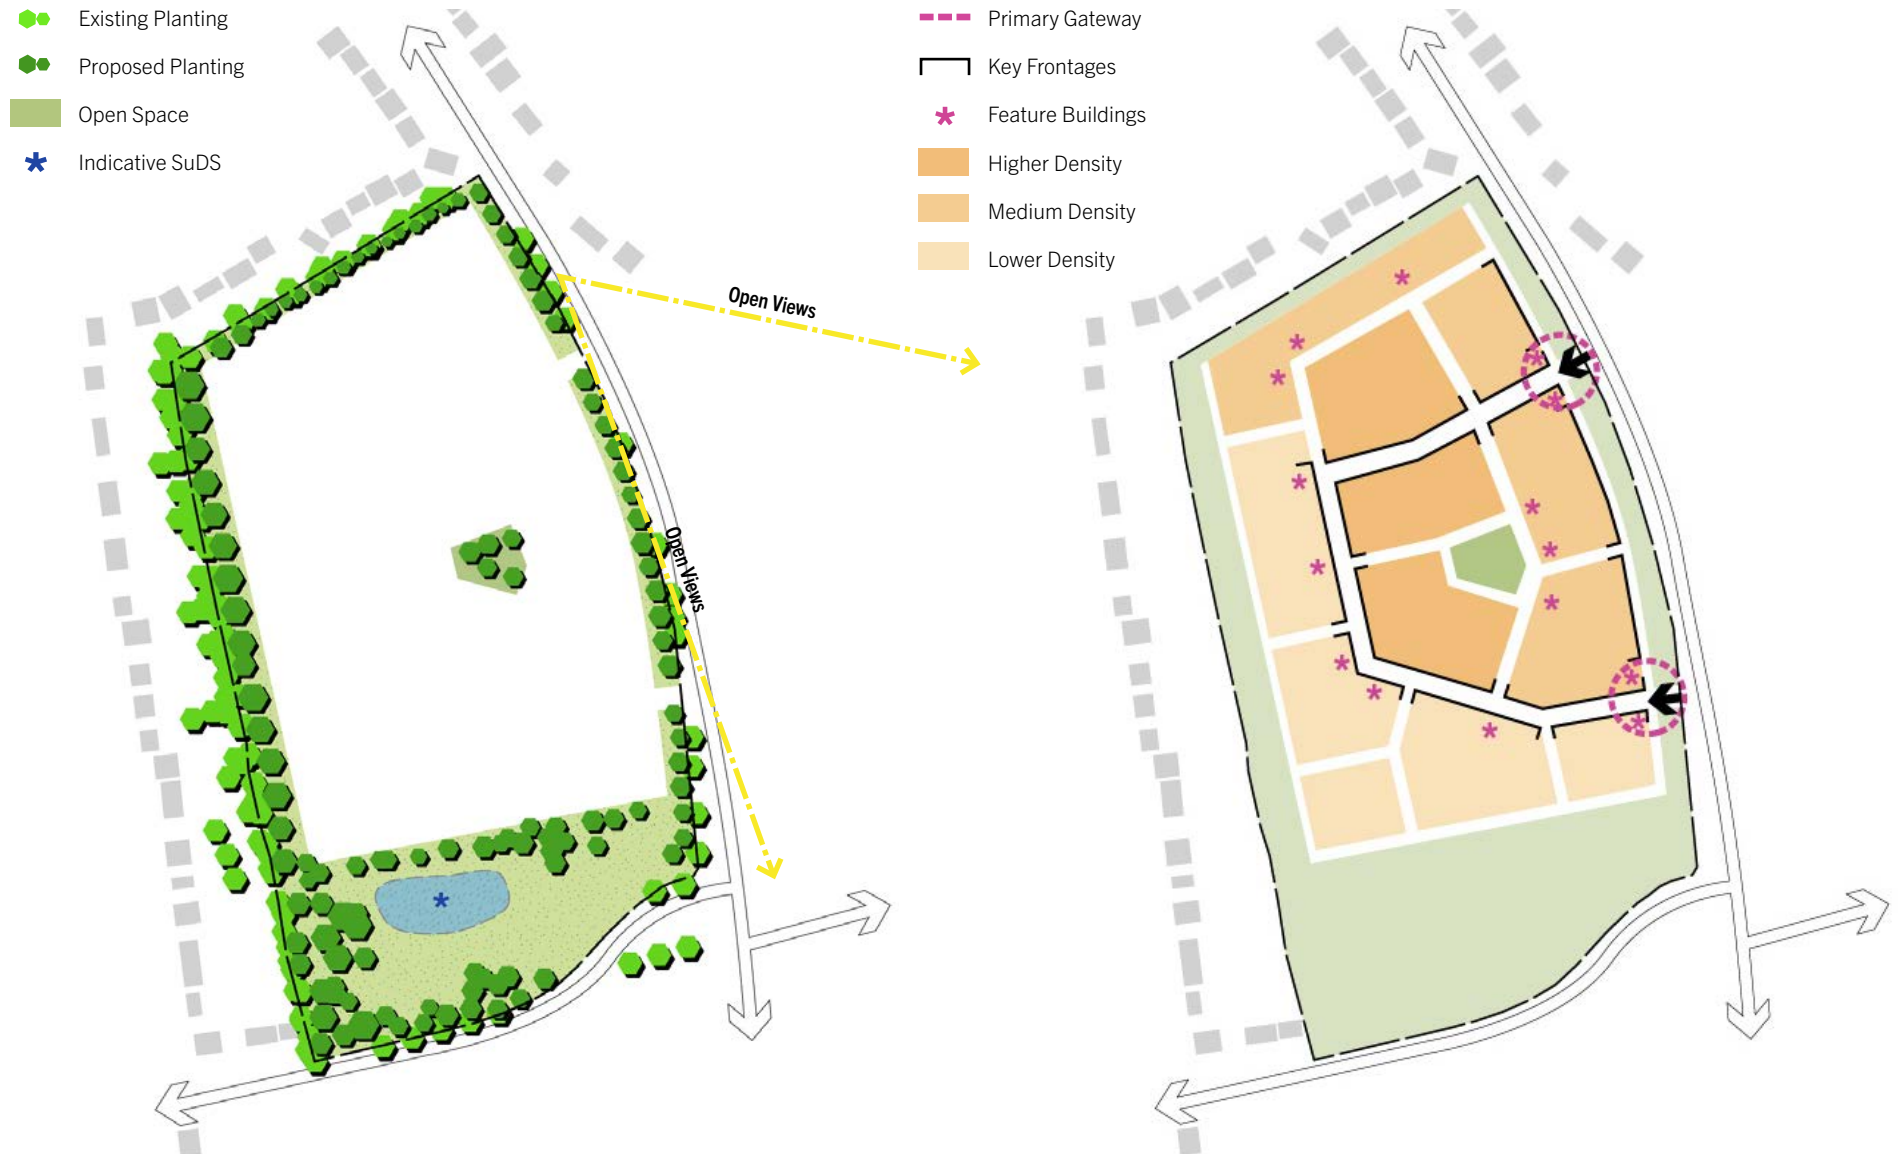 Existing Planting
Proposed Planting
Open Space
Indicative SuDS
Open Views
Open Views
Primary Gateway
Key Frontages
Feature Buildings
Higher Density
Medium Density
Lower Density